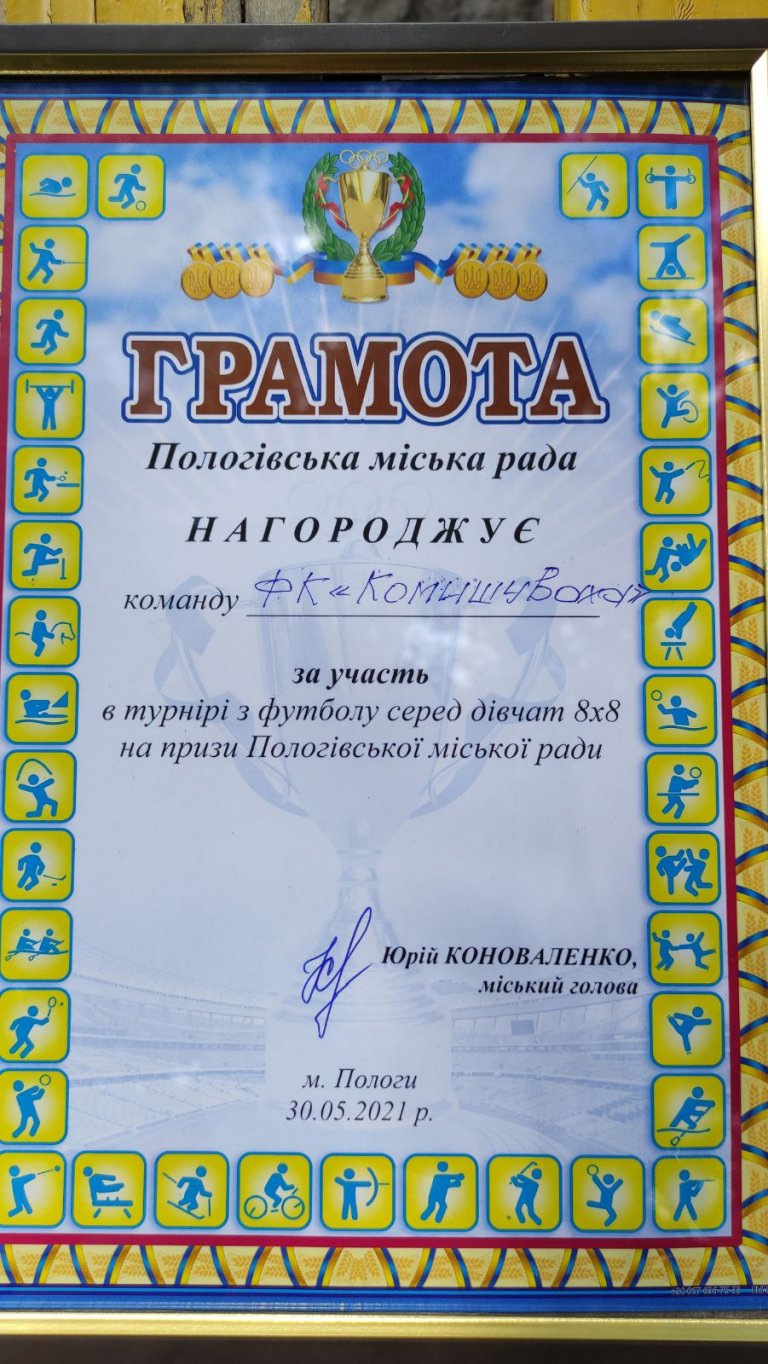 ГРАМОТА
Пологівська міська рада
НАГОРОДЖУЄ
команду ФК «Комишуваха»
за участь
в турнірі з футболу серед дівчат 8х8
на призи Пологівської міської ради
Юрій КОНОВАЛЕНКО,
міський голова
м. Пологи
30.05.2021 р.